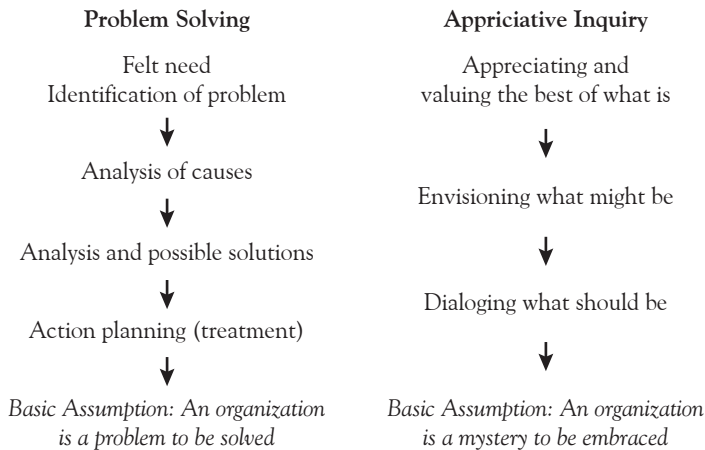 Problem Solving
Felt need
Identification of problem
Analysis of causes
Analysis and possible solutions
Action planning (treatment)
Basic Assumption: An organization
is a problem to be solved
Appriciative Inquiry
Appreciating and
valuing the best of what is
Envisioning what might be
Dialoging what should be
Basic Assumption: An organization
is a mystery to be embraced